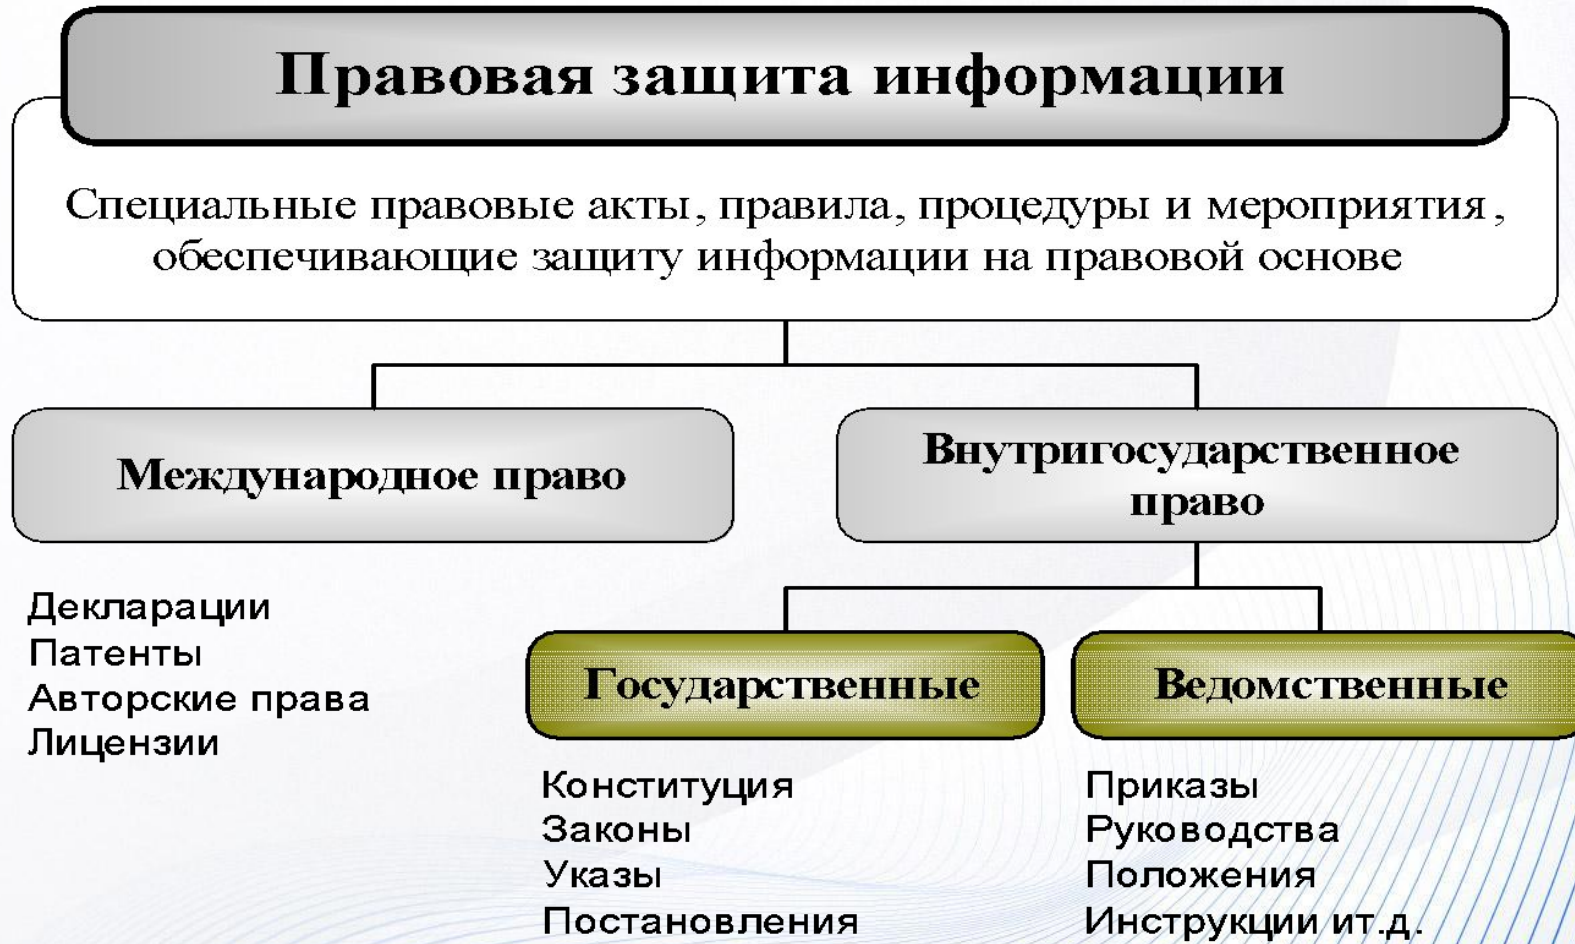 Правовая защита информации
Специальные правовые акты, правила, процедуры и мероприятия,
обеспечивающие защиту информации на правовой основе
Международное право
Внутригосударственное
право
Декларации
Патенты
Авторские права
Лицензии
Государственные
Ведомственные
Конституция
Законы
Указы
Постановления
Приказы
Руководства
Положения
Инструкции ит.д.